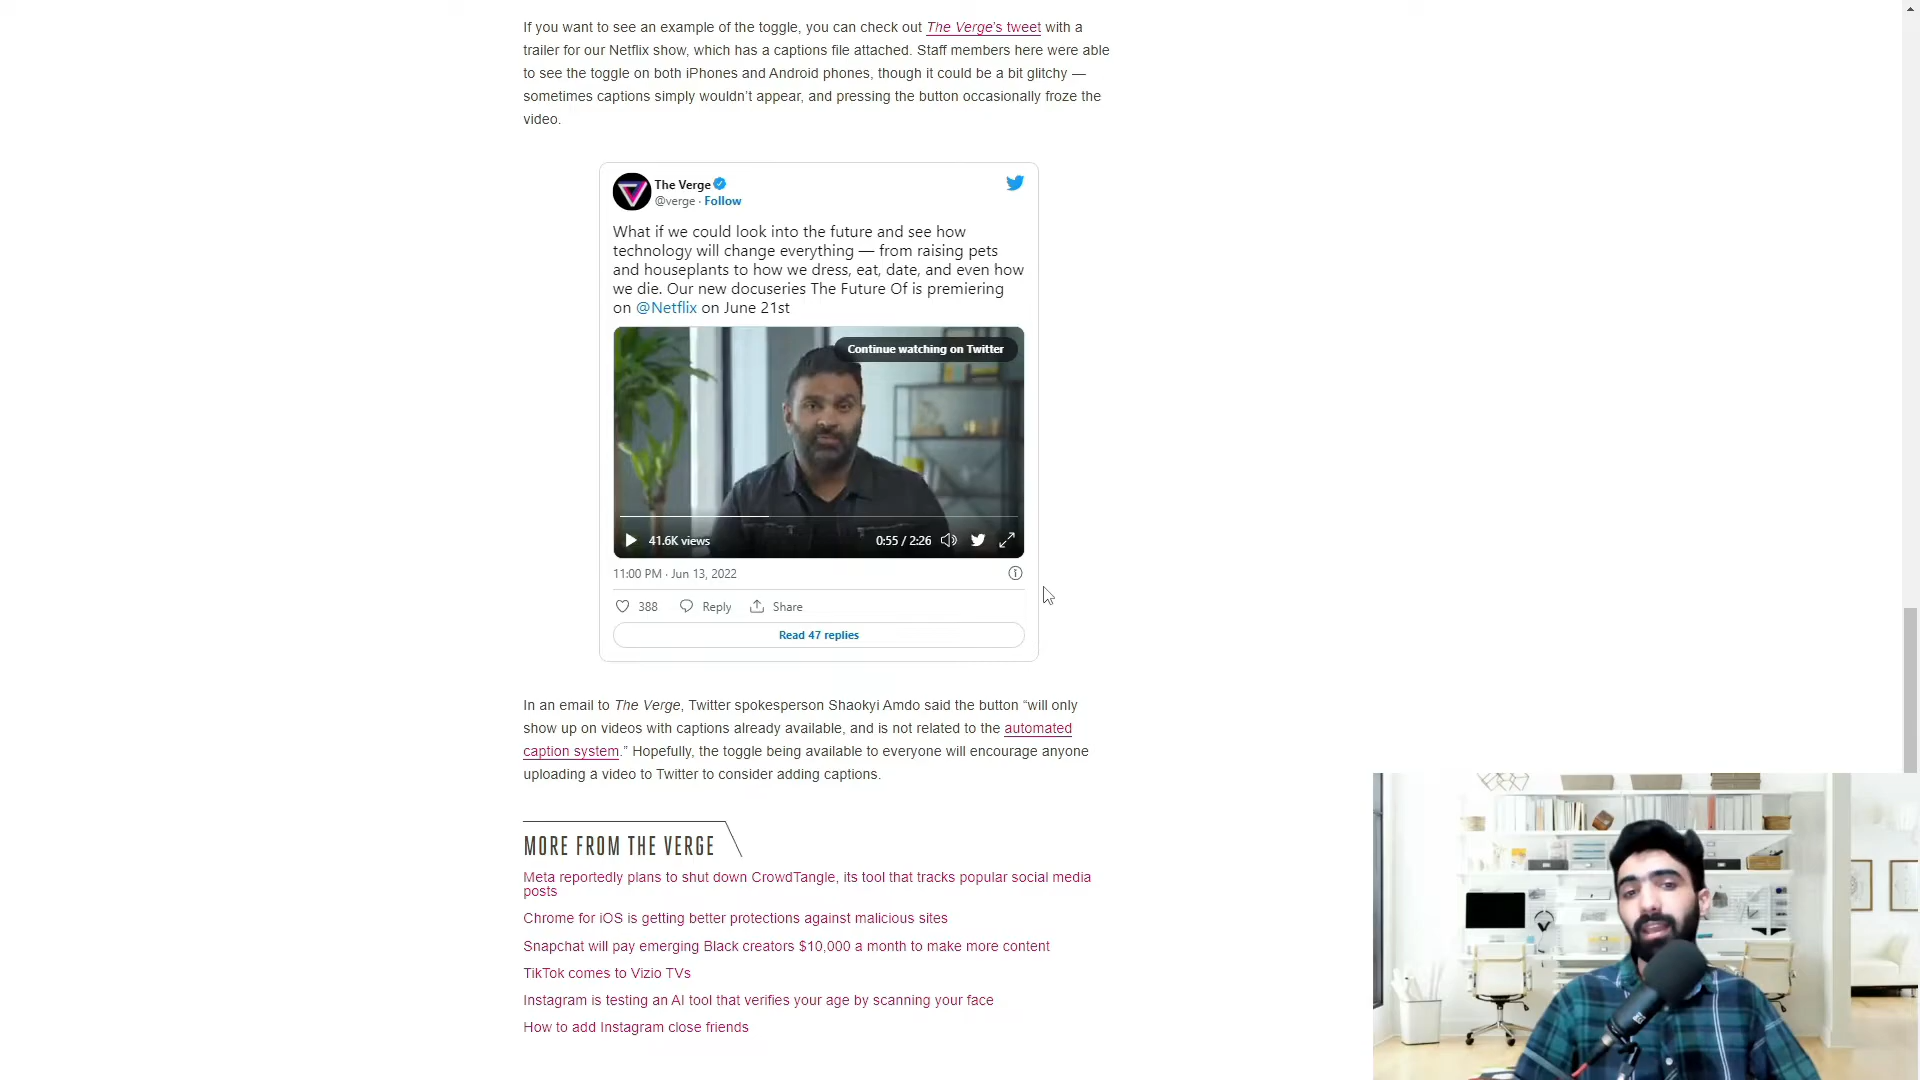 If you want to see an example of the toggle, you can check out The Verge's tweet with a
trailer for our Netflix show, which has a captions file attached. Staff members here were able
to see the toggle on both iPhones and Android phones, though it could be a bit glitchy —
sometimes captions simply wouldn't appear, and pressing the button occasionally froze the
video.
The Verge
@verge · Follow
What if we could look into the future and see how
technology will change everything — from raising pets
and houseplants to how we dress, eat, date, and even how
we die. Our new docuseries The Future Of is premiering
on @Netflix on June 21st
Continue watching on Twitter
41.6K views 0:55 / 2:26
11:00 PM · Jun 13, 2022
388 Reply Share
Read 47 replies
In an email to The Verge, Twitter spokesperson Shaokyi Amdo said the button “will only
show up on videos with captions already available, and is not related to the automated
caption system.” Hopefully, the toggle being available to everyone will encourage anyone
uploading a video to Twitter to consider adding captions.
MORE FROM THE VERGE
Meta reportedly plans to shut down CrowdTangle, its tool that tracks popular social media
posts
Chrome for iOS is getting better protections against malicious sites
Snapchat will pay emerging Black creators $10,000 a month to make more content
TikTok comes to Vizio TVs
Instagram is testing an AI tool that verifies your age by scanning your face
How to add Instagram close friends